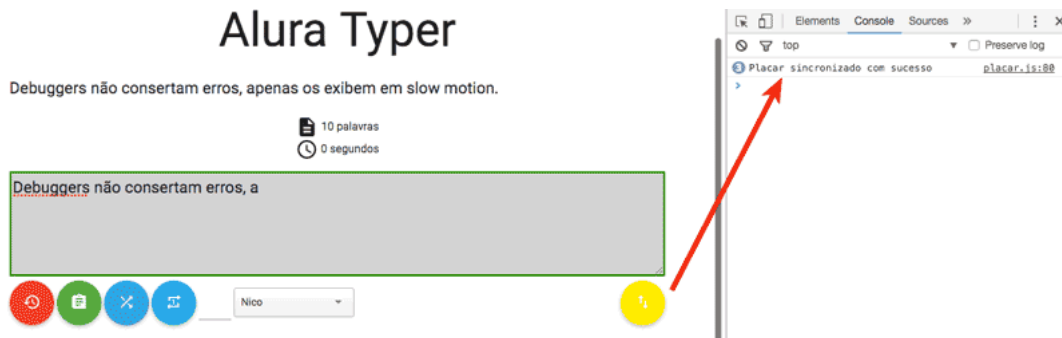 Alura Typer
Debuggers não consertam erros, apenas os exibem em slow motion.
10 palavras
0 segundos
Debuggers não consertam erros, a
Nico
Elements Console Sources »
top Preserve log
3 Placar sincronizado com sucesso placar.js:80
>